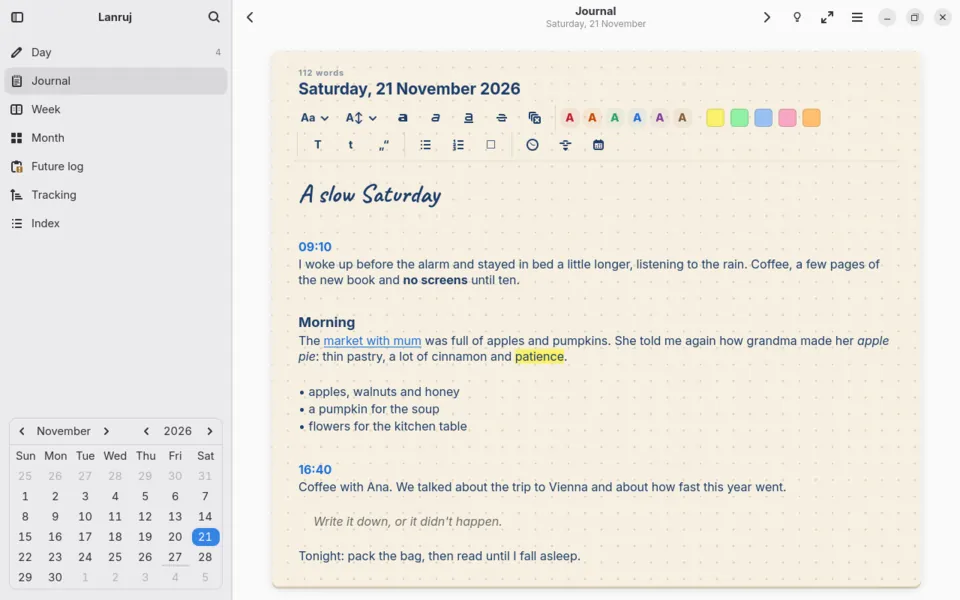 Lanruj
Day 4
Journal
Week
Month
Future log
Tracking
Index
November 2026
Sun Mon Tue Wed Thu Fri Sat
25 26 27 28 29 30 31
1 2 3 4 5 6 7
8 9 10 11 12 13 14
15 16 17 18 19 20 21
22 23 24 25 26 27 28
29 30 1 2 3 4 5
Journal
Saturday, 21 November
112 words
Saturday, 21 November 2026
Aa A a a a a A A A A A A
T t „“
A slow Saturday
09:10
I woke up before the alarm and stayed in bed a little longer, listening to the rain. Coffee, a few pages of
the new book and no screens until ten.
Morning
The market with mum was full of apples and pumpkins. She told me again how grandma made her apple
pie: thin pastry, a lot of cinnamon and patience.
• apples, walnuts and honey
• a pumpkin for the soup
• flowers for the kitchen table
16:40
Coffee with Ana. We talked about the trip to Vienna and about how fast this year went.
Write it down, or it didn't happen.
Tonight: pack the bag, then read until I fall asleep.